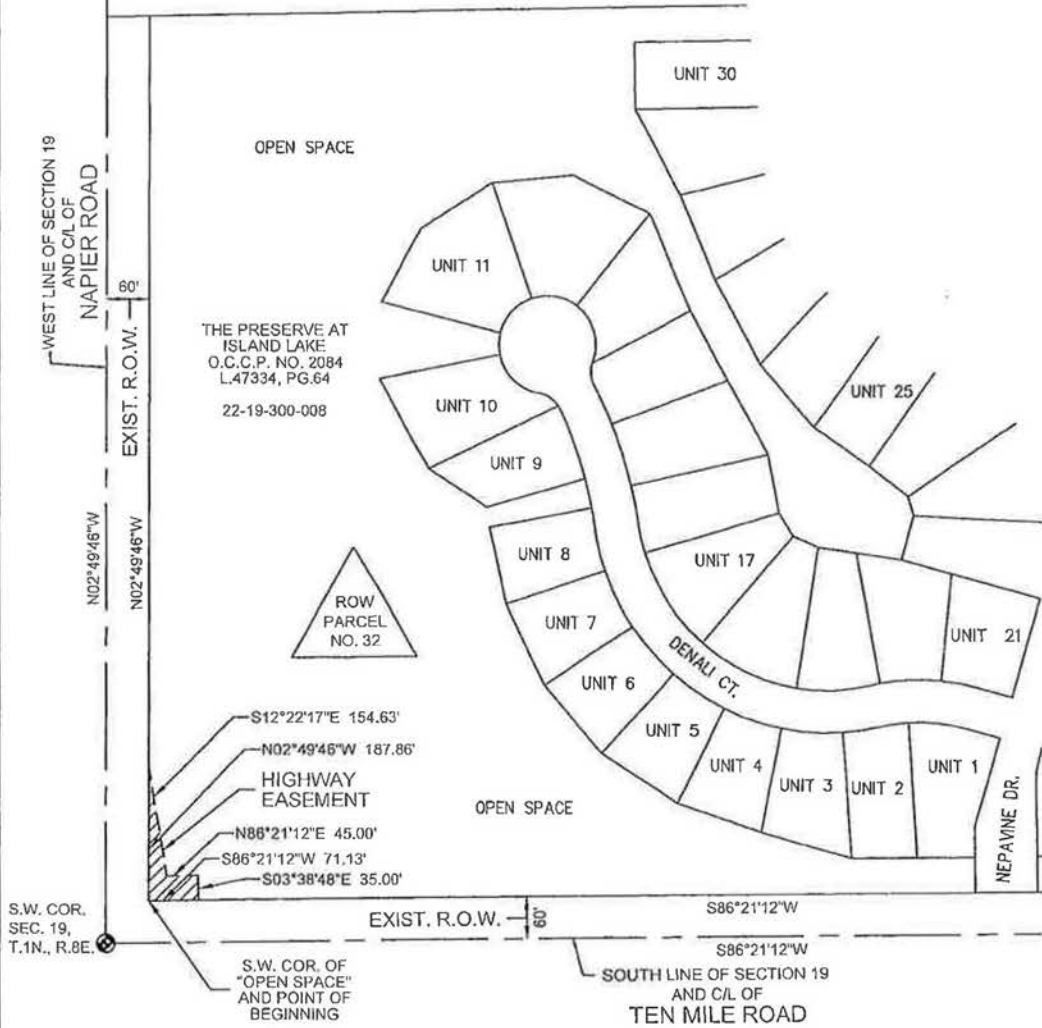 UNIT 30
OPEN SPACE
WEST LINE OF SECTION 19
AND C/L OF
NAPIER ROAD
UNIT 11
60'
EXIST. R.O.W.
THE PRESERVE AT
ISLAND LAKE
O.C.C.P. NO. 2084
L.47334, PG.64
22-19-300-008
UNIT 10
UNIT 25
UNIT 9
N02°49'46"W
N02°49'46"W
UNIT 8
UNIT 17
ROW
PARCEL
NO. 32
UNIT 7
UNIT 21
DENALI CT.
UNIT 6
UNIT 5
UNIT 4
UNIT 3
UNIT 2
UNIT 1
NEPAVINE DR.
S12°22'17"E 154.63'
N02°49'46"W 187.86'
HIGHWAY
EASEMENT
OPEN SPACE
N86°21'12"E 45.00'
S86°21'12"W 71.13'
S03°38'48"E 35.00'
S.W. COR.
SEC. 19,
T.1N., R.8E.
EXIST. R.O.W.
60'
S86°21'12"W
S86°21'12"W
S.W. COR. OF
"OPEN SPACE"
AND POINT OF
BEGINNING
SOUTH LINE OF SECTION 19
AND C/L OF
TEN MILE ROAD